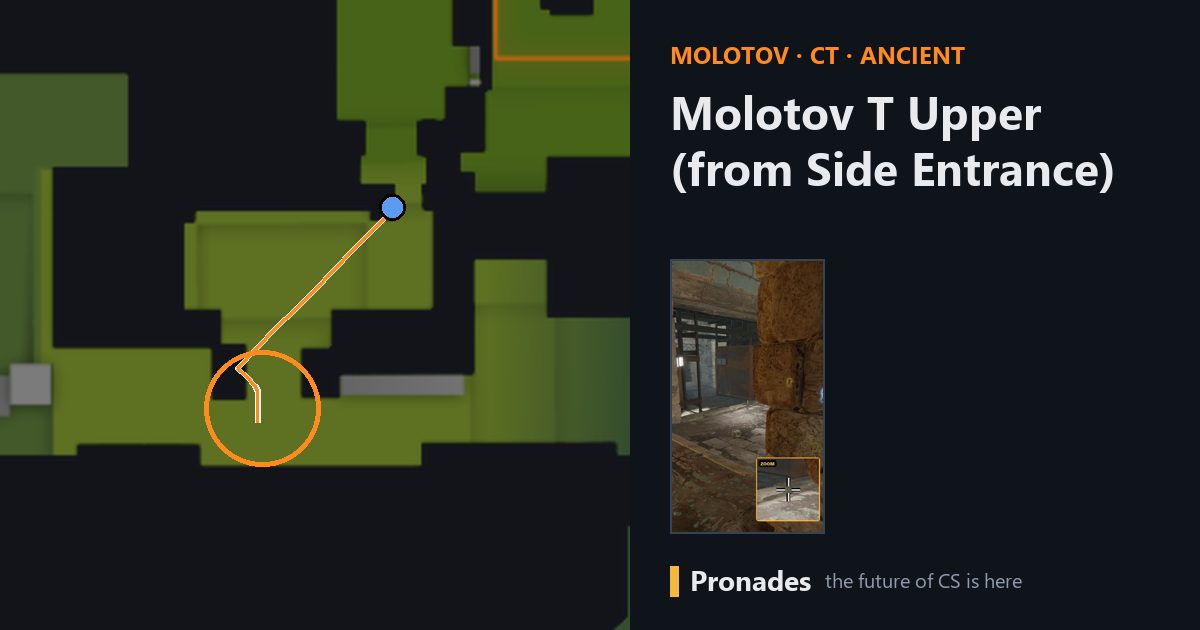 MOLOTOV · CT · ANCIENT
Molotov T Upper
(from Side Entrance)
ZOOM
Pronades the future of CS is here